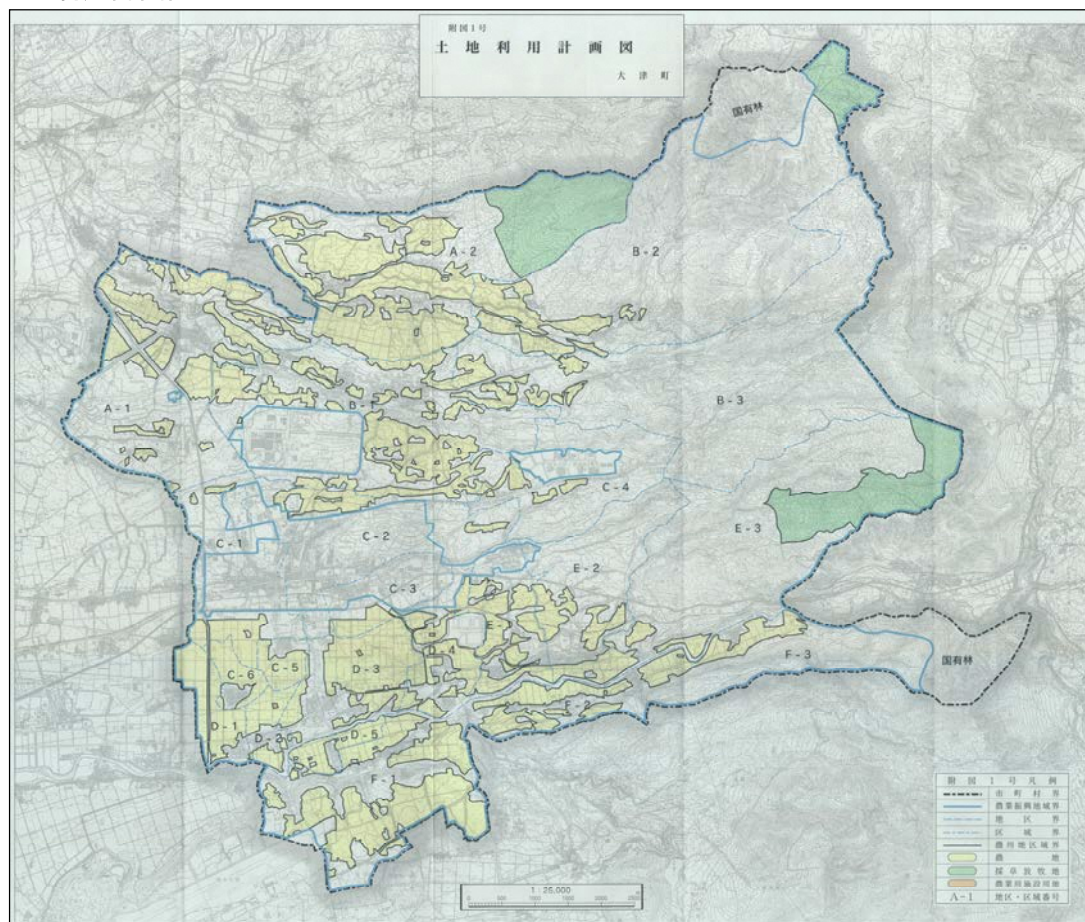 附図1号
土地利用計画図
大津町
国有林
A-2
B-2
A-1
B-1
B-3
C-4
C-1
C-2
E-3
C-3
E-2
D-4
F-3
国有林
C-5
D-3
C-6
D-1
F-2
D-2
D-5
F-1
附図1号凡例
市町村界
農業振興地域界
地区界
区域界
農用地区域界
農地
採草放牧地
農業用施設用地
A-1 地区・区域番号
1:25,000